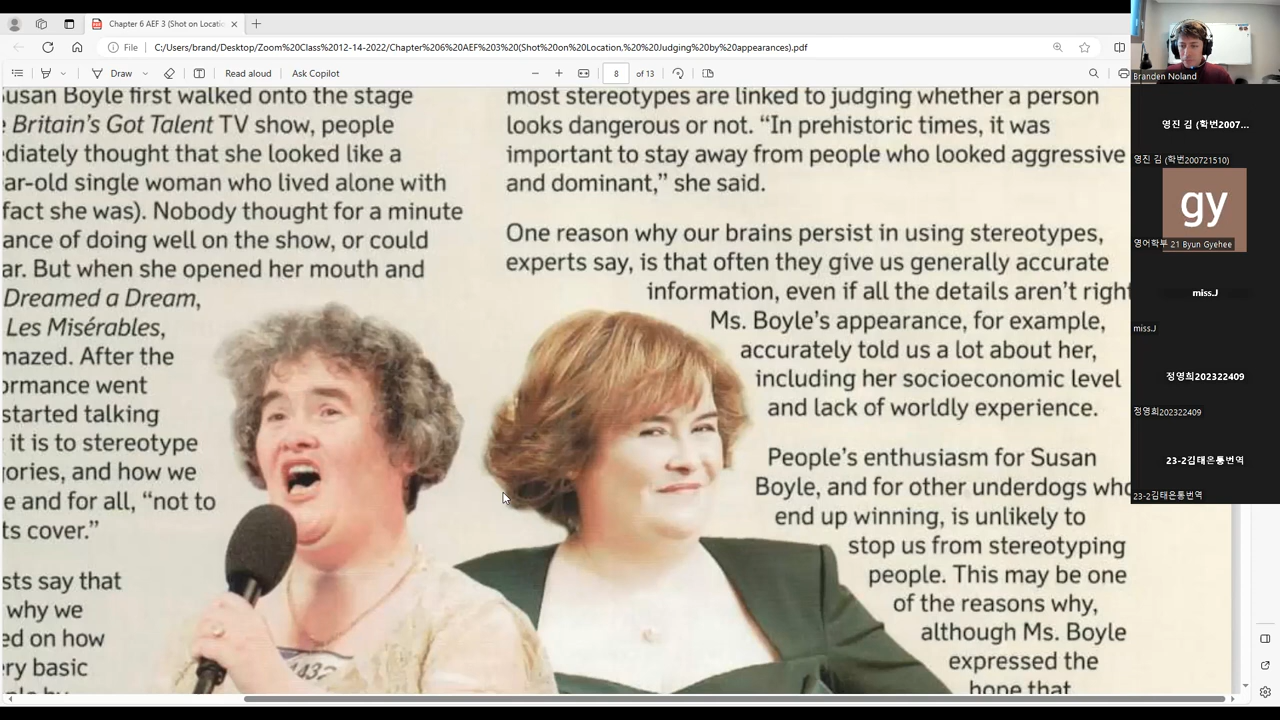 Chapter 6 AEF 3 (Shot on Locatio
File
C:/Users/brand/Desktop/Zoom%20Class%2012-14-2022/Chapter%206%20AEF%203%20(Shot%20on%20Location.%20%20Judging%20by%20appearances).pdf
Draw
Read aloud
Ask Copilot
8
of 13
Susan Boyle first walked onto the stage
Britain's Got Talent TV show, people
ediately thought that she looked like a
ar-old single woman who lived alone with
fact she was). Nobody thought for a minute
ance of doing well on the show, or could
ar. But when she opened her mouth and
Dreamed a Dream,
Les Misérables,
mazed. After the
ormance went
started talking
it is to stereotype
gories, and how we
e and for all, “not to
ts cover.”
sts say that
why we
ed on how
ery basic
1432
most stereotypes are linked to judging whether a person
looks dangerous or not. “In prehistoric times, it was
important to stay away from people who looked aggressive
and dominant,” she said.
One reason why our brains persist in using stereotypes,
experts say, is that often they give us generally accurate
information, even if all the details aren't right
Ms. Boyle's appearance, for example,
accurately told us a lot about her,
including her socioeconomic level
and lack of worldly experience.
People's enthusiasm for Susan
Boyle, and for other underdogs who
end up winning, is unlikely to
stop us from stereotyping
people. This may be one
of the reasons why,
although Ms. Boyle
expressed the
hope that
Branden Noland
영진 김 (학번2007...
영진 김 (학번200721510)
gy
영어학부 21 Byun Gyehee
miss.J
miss.J
정영희202322409
정영희202322409
23-2김태은통번역
23-2김태은통번역